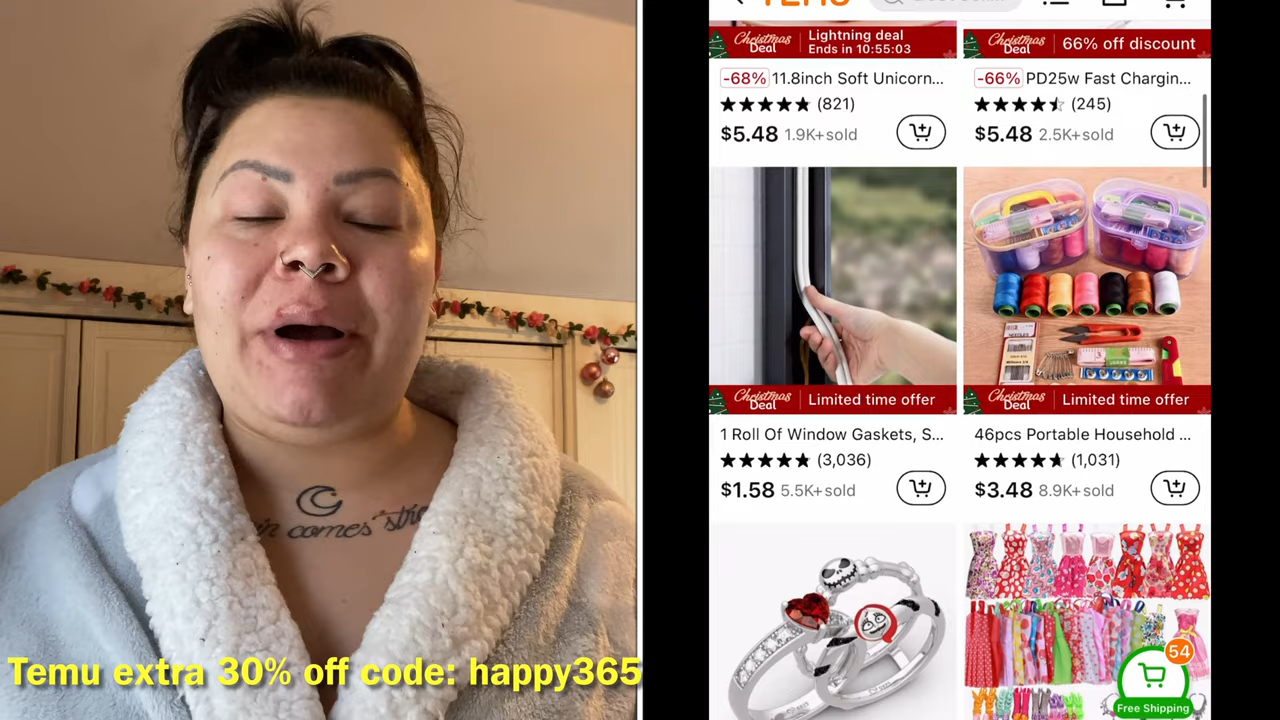 Christmas Deal
Lightning deal
Ends in 10:55:03
Christmas Deal
66% off discount
-68% 11.8inch Soft Unicorn...
-66% PD25w Fast Chargin...
(821)
(245)
$5.48 1.9K+sold
$5.48 2.5K+sold
Christmas Deal
Limited time offer
Christmas Deal
Limited time offer
1 Roll Of Window Gaskets, S...
46pcs Portable Household ...
(3,036)
(1,031)
$1.58 5.5K+sold
$3.48 8.9K+sold
comes
54
Free Shipping
Temu extra 30% off code: happy365